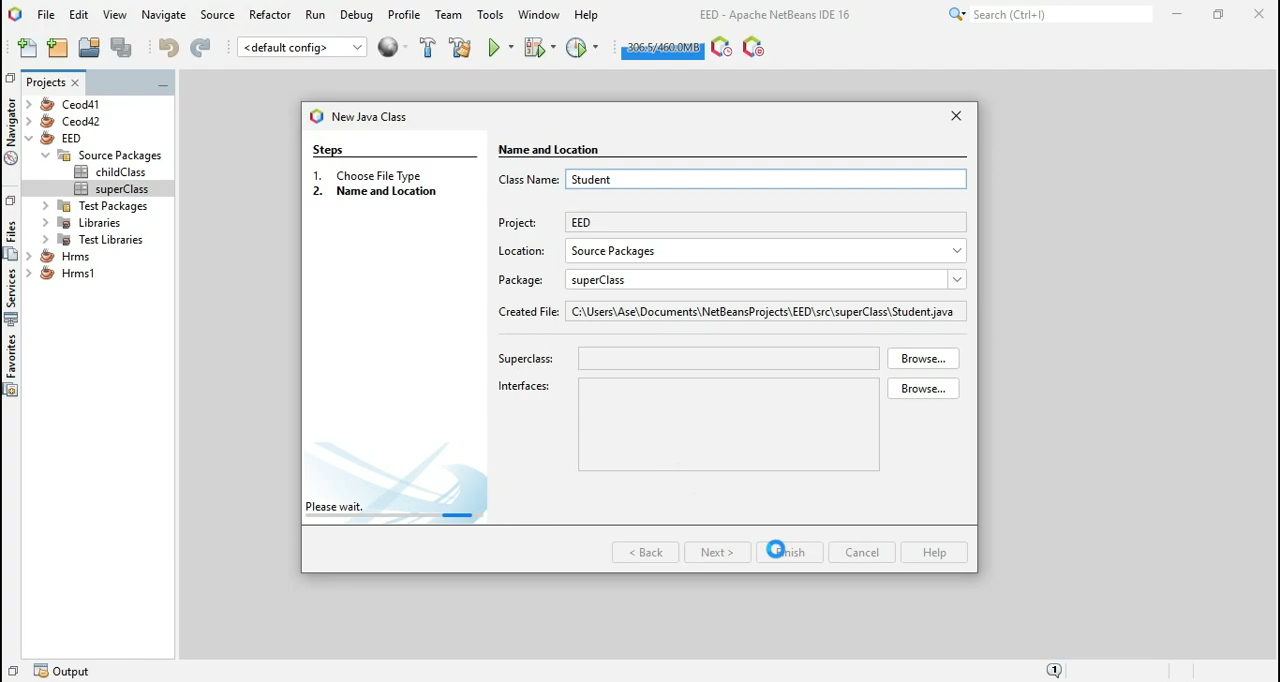 File Edit View Navigate Source Refactor Run Debug Profile Team Tools Window Help
EED - Apache NetBeans IDE 16
Search (Ctrl+I)
<default config>
306.5/460.0MB
Projects
Navigator
Files
Services
Favorites
Ceod41
Ceod42
EED
Source Packages
childClass
superClass
Test Packages
Libraries
Test Libraries
Hrms
Hrms1
New Java Class
Steps
1. Choose File Type
2. Name and Location
Please wait.
Name and Location
Class Name: Student
Project: EED
Location: Source Packages
Package: superClass
Created File: C:\Users\Ase\Documents\NetBeansProjects\EED\src\superClass\Student.java
Superclass: Browse...
Interfaces: Browse...
< Back Next > Finish Cancel Help
Output
1